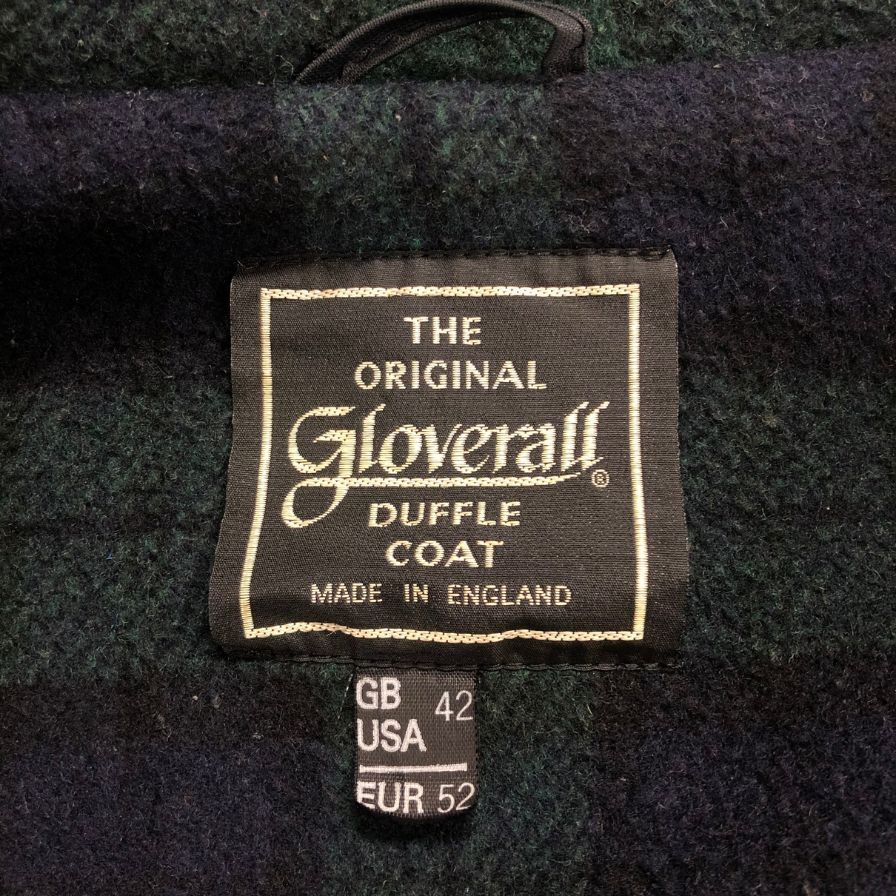 THE
ORIGINAL
Gloverall®
DUFFLE
COAT
MADE IN ENGLAND
GB 42
USA
EUR 52